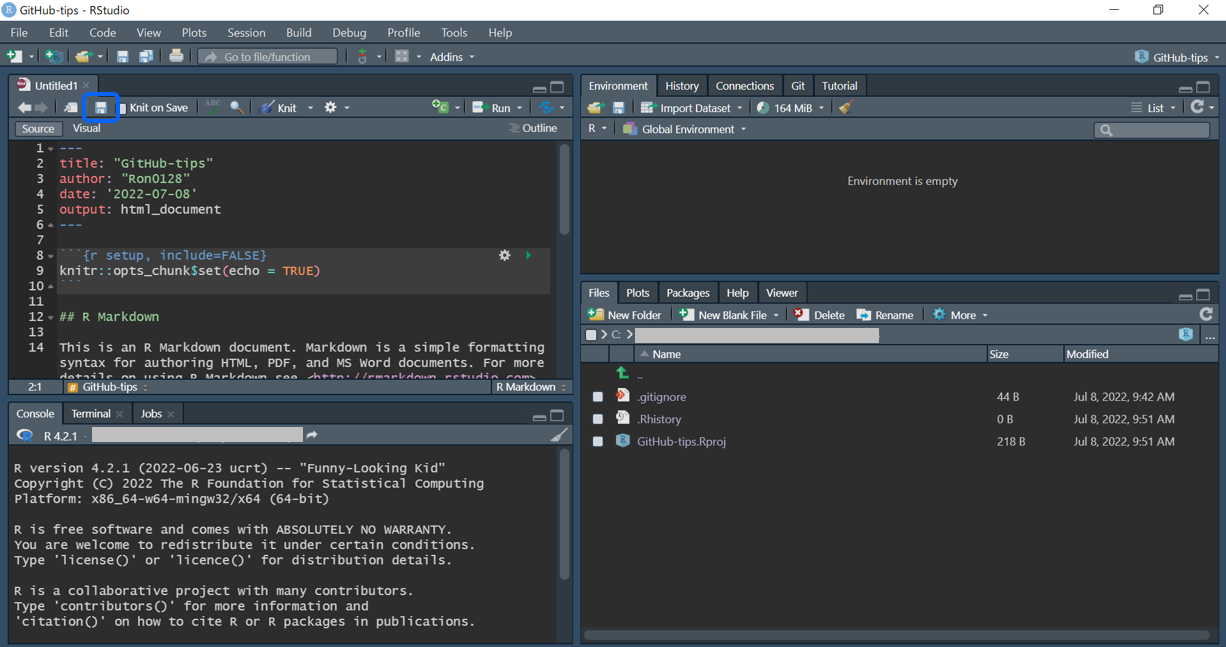 GitHub-tips - RStudio
File Edit Code View Plots Session Build Debug Profile Tools Help
Go to file/function Addins GitHub-tips
Untitled1
Knit on Save ABC Knit Run
Source Visual Outline
1 ---
2 title: "GitHub-tips"
3 author: "Ron0128"
4 date: '2022-07-08'
5 output: html_document
6 ---
7
8 ```{r setup, include=FALSE}
9 knitr::opts_chunk$set(echo = TRUE)
10 ```
11
12 ## R Markdown
13
14 This is an R Markdown document. Markdown is a simple formatting
syntax for authoring HTML, PDF, and MS Word documents. For more
details on using R Markdown see <http://rmarkdown.rstudio.com>
2:1 # GitHub-tips R Markdown
Console Terminal Jobs
R 4.2.1 ·
R version 4.2.1 (2022-06-23 ucrt) -- "Funny-Looking Kid"
Copyright (C) 2022 The R Foundation for Statistical Computing
Platform: x86_64-w64-mingw32/x64 (64-bit)
R is free software and comes with ABSOLUTELY NO WARRANTY.
You are welcome to redistribute it under certain conditions.
Type 'license()' or 'licence()' for distribution details.
R is a collaborative project with many contributors.
Type 'contributors()' for more information and
'citation()' on how to cite R or R packages in publications.
Environment History Connections Git Tutorial
Import Dataset 164 MiB List
R Global Environment
Environment is empty
Files Plots Packages Help Viewer
New Folder New Blank File Delete Rename More
C: ...
Name Size Modified
..
.gitignore 44 B Jul 8, 2022, 9:42 AM
.Rhistory 0 B Jul 8, 2022, 9:51 AM
GitHub-tips.Rproj 218 B Jul 8, 2022, 9:51 AM